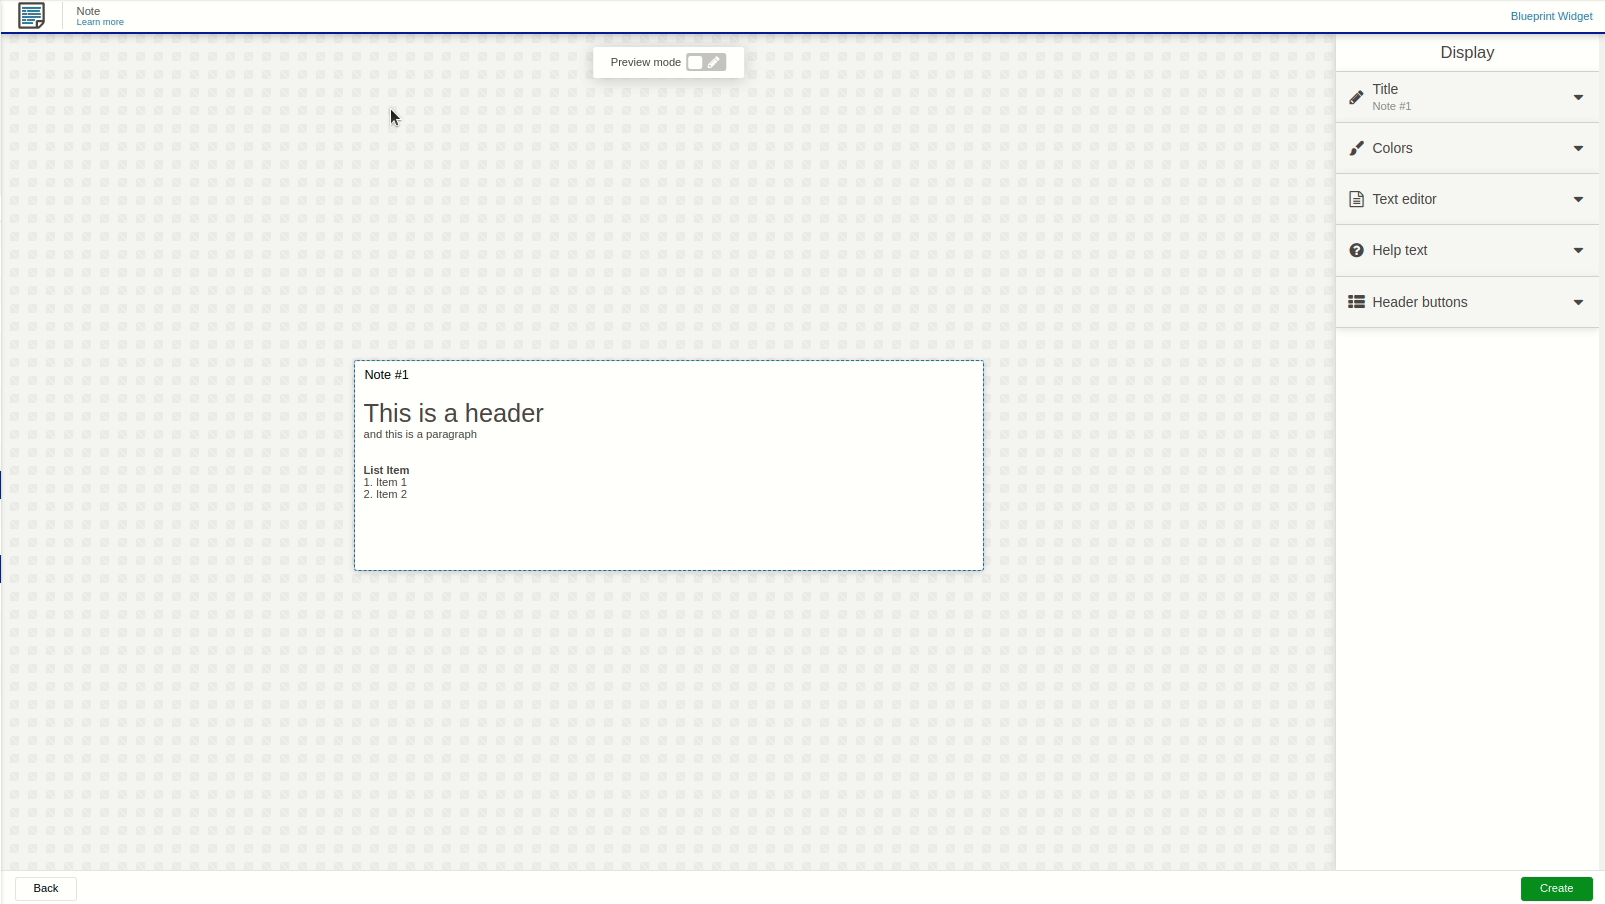 Note
Learn more
Blueprint Widget
Preview mode
Display
Title
Note #1
Colors
Text editor
Help text
Header buttons
Note #1
This is a header
and this is a paragraph
List Item
1. Item 1
2. Item 2
Back
Create